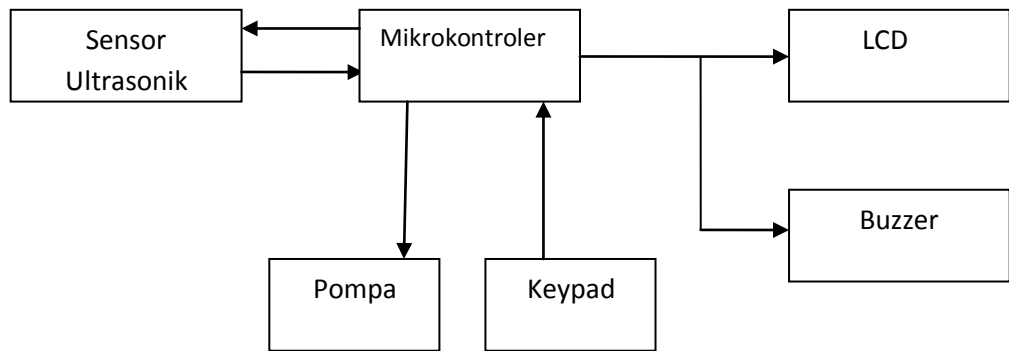 Sensor
Ultrasonik
Mikrokontroler
LCD
Buzzer
Pompa
Keypad